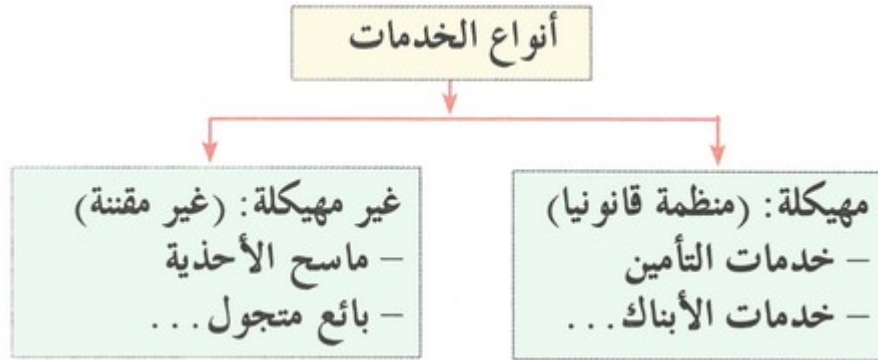 أنواع الخدمات
مهيكلة: (منظمة قانونيا)
– خدمات التأمين
– خدمات الأبناك...
غير مهيكلة: (غير مقننة)
– ماسح الأحذية
– بائع متجول...